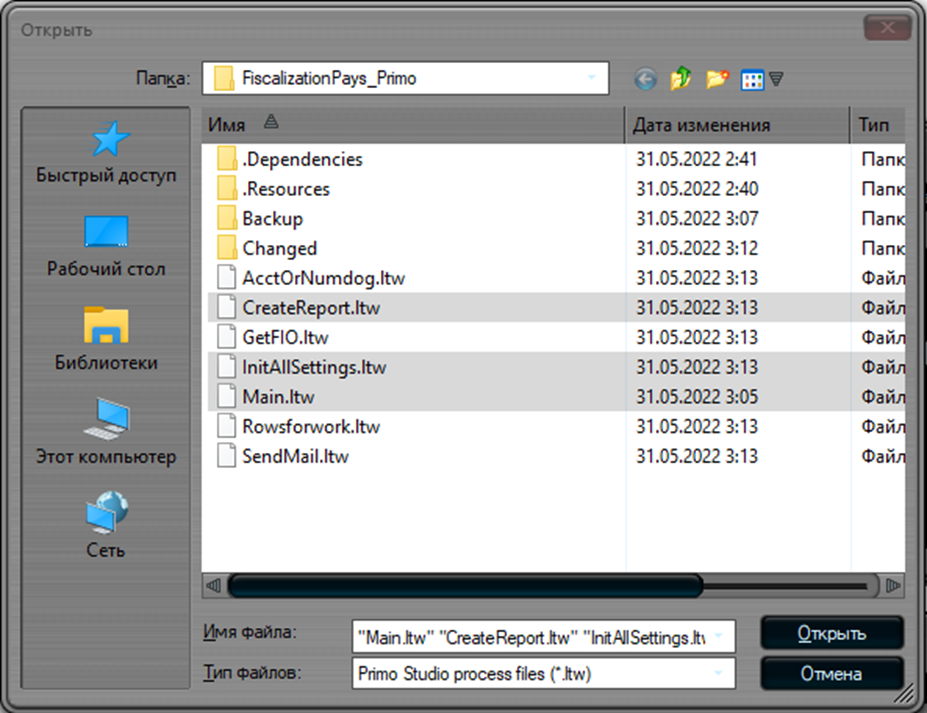 Открыть
Папка: FiscalizationPays_Primo
Имя Дата изменения Тип
.Dependencies 31.05.2022 2:41 Папк
.Resources 31.05.2022 2:40 Папк
Backup 31.05.2022 3:07 Папк
Changed 31.05.2022 3:12 Папк
AcctOrNumdog.ltw 31.05.2022 3:13 Файл
CreateReport.ltw 31.05.2022 3:13 Файл
GetFIO.ltw 31.05.2022 3:13 Файл
InitAllSettings.ltw 31.05.2022 3:13 Файл
Main.ltw 31.05.2022 3:05 Файл
Rowsforwork.ltw 31.05.2022 3:13 Файл
SendMail.ltw 31.05.2022 3:13 Файл
Быстрый доступ
Рабочий стол
Библиотеки
Этот компьютер
Сеть
Имя файла: "Main.ltw" "CreateReport.ltw" "InitAllSettings.ltv Открыть
Тип файлов: Primo Studio process files (*.ltw) Отмена